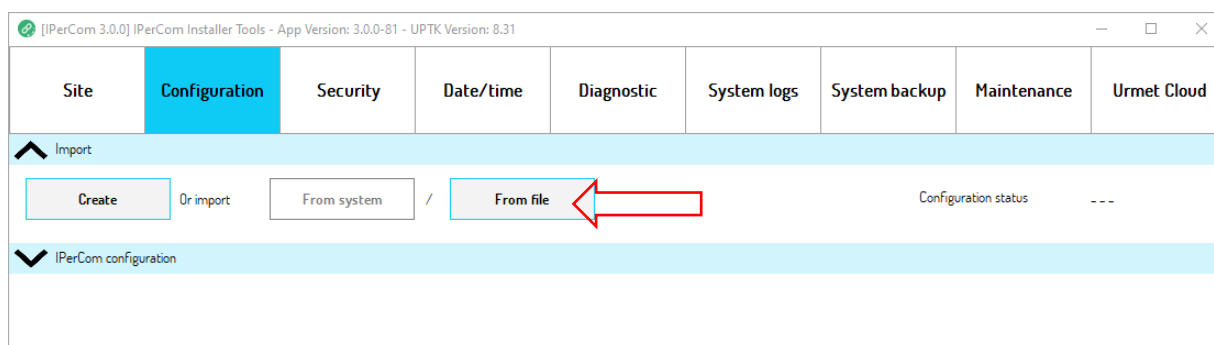 [IPerCom 3.0.0] IPerCom Installer Tools - App Version: 3.0.0-81 - UPTK Version: 8.31
Site Configuration Security Date/time Diagnostic System logs System backup Maintenance Urmet Cloud
Import
Create Or import From system / From file Configuration status ---
IPerCom configuration